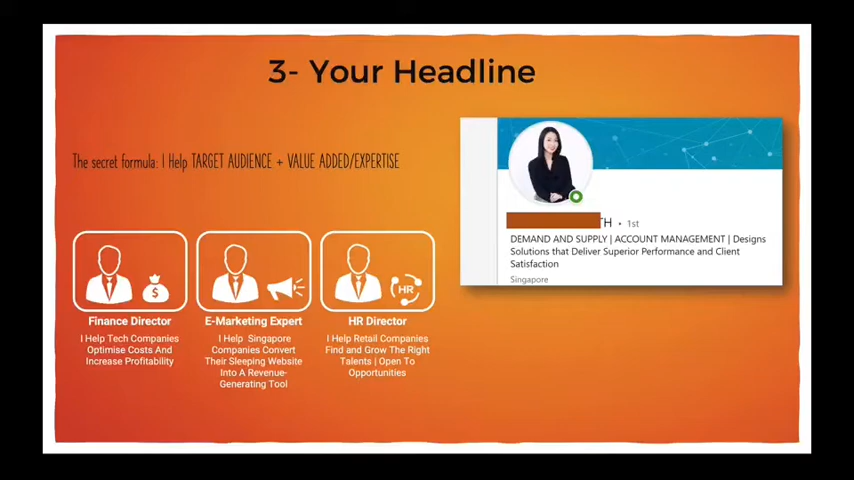 3- Your Headline
The secret formula: I Help TARGET AUDIENCE + VALUE ADDED/EXPERTISE
TH • 1st
DEMAND AND SUPPLY | ACCOUNT MANAGEMENT | Designs
Solutions that Deliver Superior Performance and Client
Satisfaction
Singapore
$
HR
Finance Director
I Help Tech Companies
Optimise Costs And
Increase Profitability
E-Marketing Expert
I Help Singapore
Companies Convert
Their Sleeping Website
Into A Revenue-
Generating Tool
HR Director
I Help Retail Companies
Find and Grow The Right
Talents | Open To
Opportunities